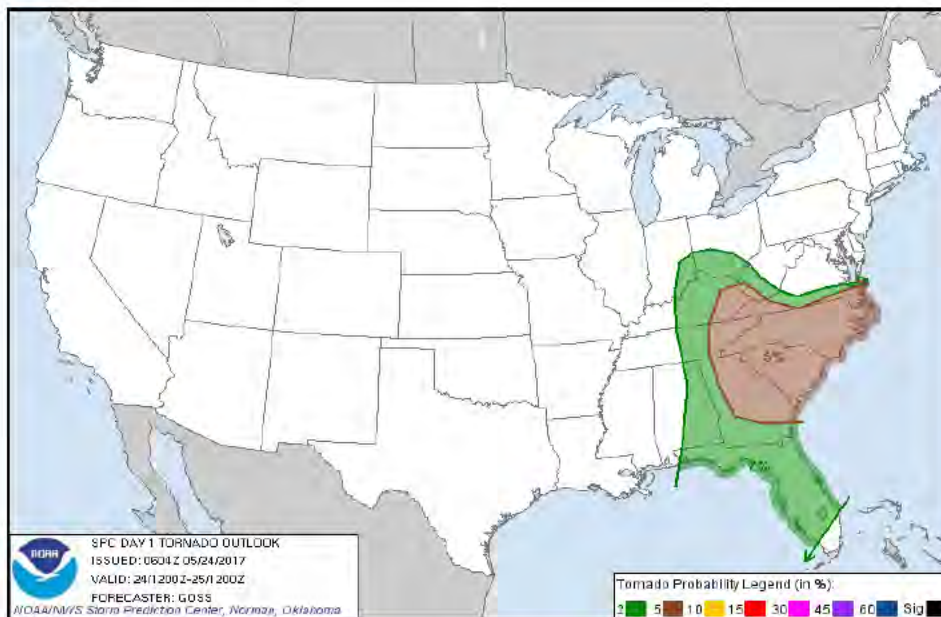 5%
2%
NOAA
SPC DAY 1 TORNADO OUTLOOK
ISSUED: 0604Z 05/24/2017
VALID: 24/1200Z-25/1200Z
FORECASTER: GOSS
NOAA/NWS Storm Prediction Center, Norman, Oklahoma
Tornado Probability Legend (in %):
2 5 10 15 30 45 60 Sig